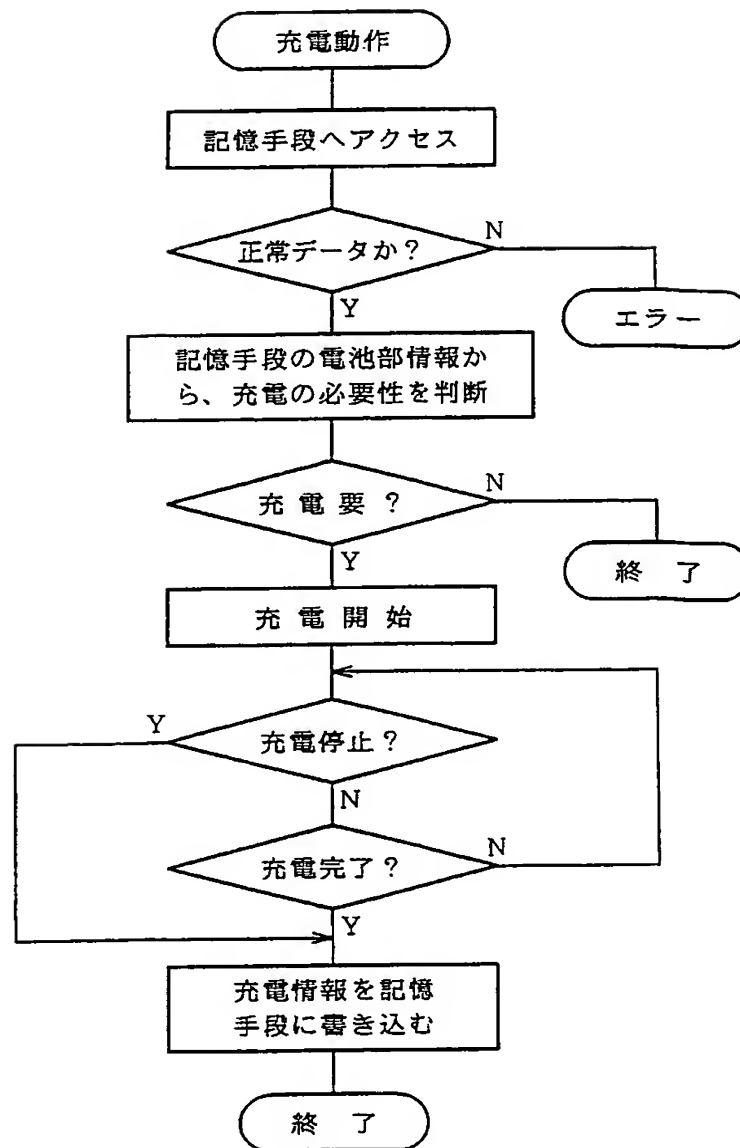 充電動作
記憶手段へアクセス
正常データか？
N
Y
エラー
記憶手段の電池部情報か
ら、充電の必要性を判断
充電要？
N
Y
終了
充電開始
Y
充電停止？
N
充電完了？
N
Y
充電情報を記憶
手段に書き込む
終了